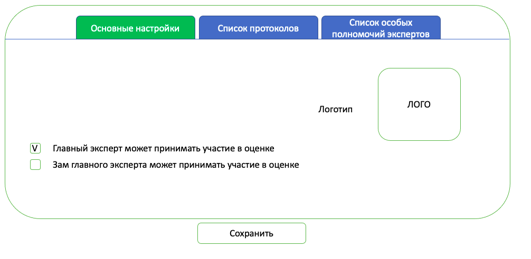 Основные настройки
Список протоколов
Список особых
полномочий экспертов
Логотип
ЛОГО
V Главный эксперт может принимать участие в оценке
Зам главного эксперта может принимать участие в оценке
Сохранить